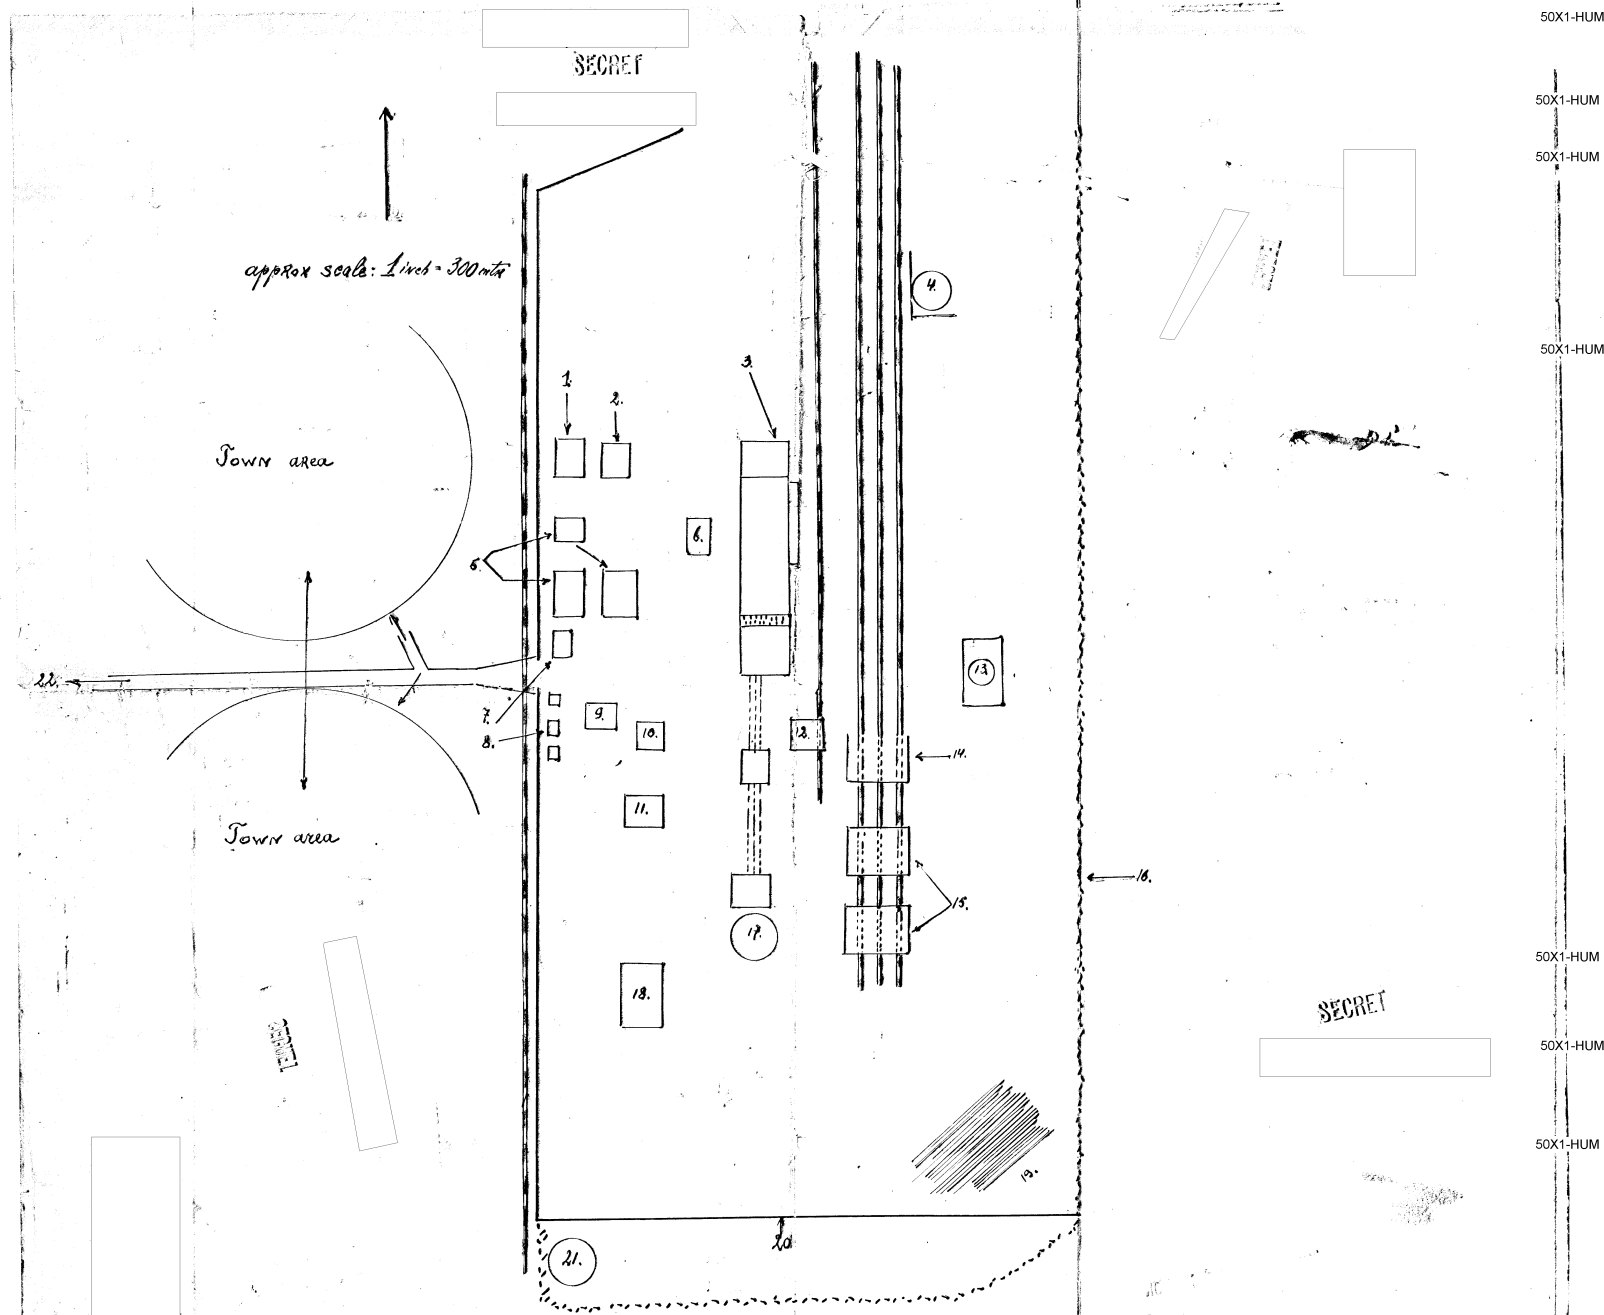 50X1-HUM
SECRET
50X1-HUM
50X1-HUM
approx scale: 1 inch = 300 mtr
4.
50X1-HUM
3.
1.
2.
Town area
5.
6.
13.
22.
7.
8.
9.
10.
12.
14.
11.
Town area
16.
15.
17.
50X1-HUM
18.
SECRET
SECRET
50X1-HUM
50X1-HUM
19.
20
21.